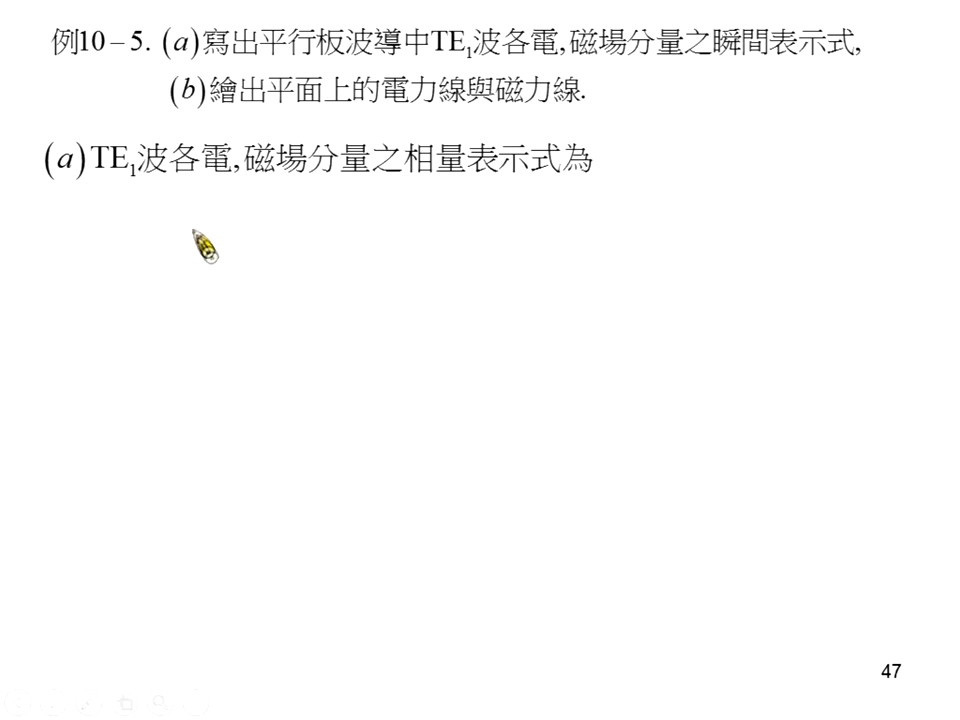 例10－5. (a)寫出平行板波導中TE₁波各電,磁場分量之瞬間表示式,
(b)繪出平面上的電力線與磁力線.
(a)TE₁波各電,磁場分量之相量表示式為
47